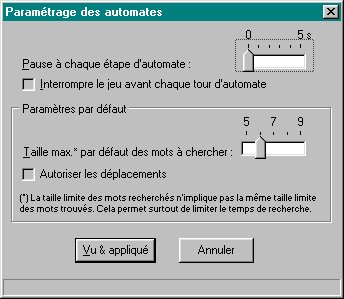 Paramétrage des automates
0 5 s
Pause à chaque étape d'automate :
Interrompre le jeu avant chaque tour d'automate
Paramètres par défaut
5 7 9
Taille max.* par défaut des mots à chercher :
Autoriser les déplacements
(*) La taille limite des mots recherchés n'implique pas la même taille limite
des mots trouvés. Cela permet surtout de limiter le temps de recherche.
Vu & appliqué Annuler